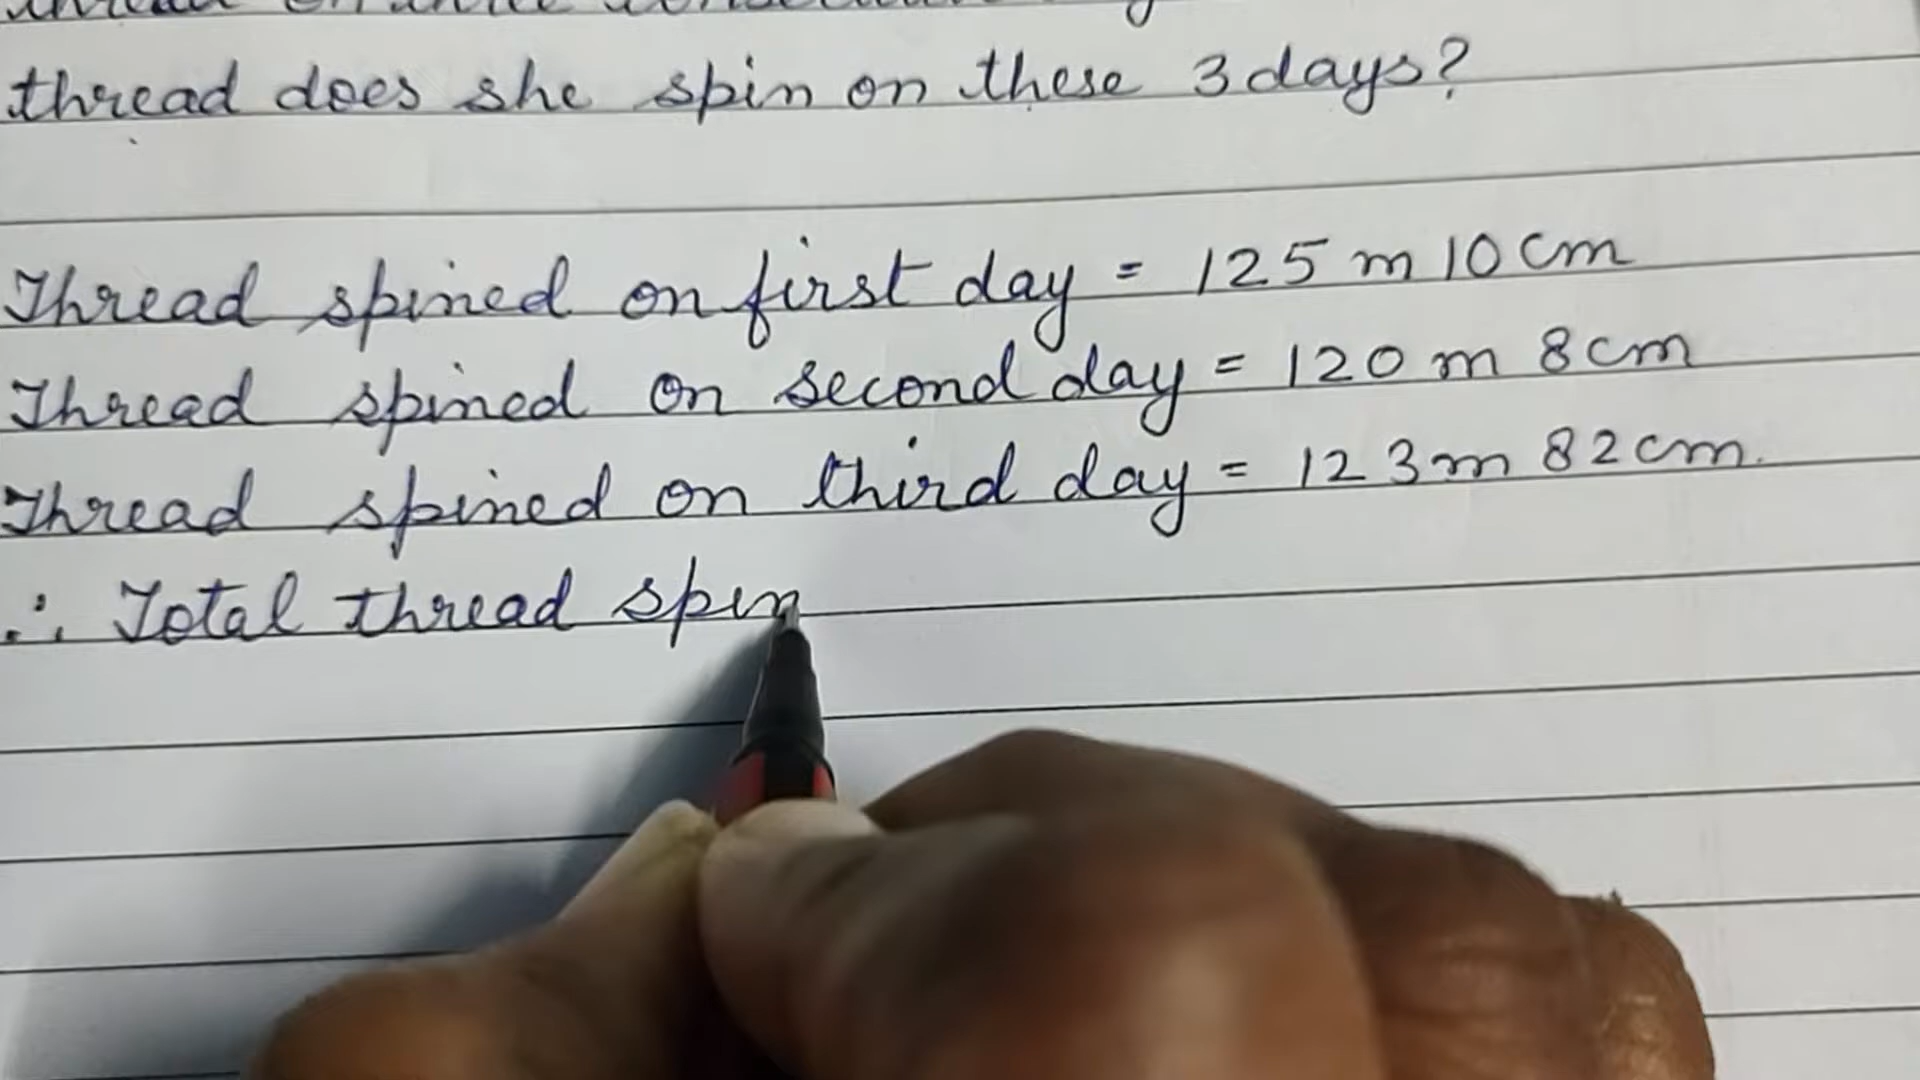 thread does she spin on these 3 days?
Thread spined on first day = 125 m 10 cm
Thread spined on second day = 120 m 8 cm
Thread spined on third day = 123 m 82 cm.
∴ Total thread spin